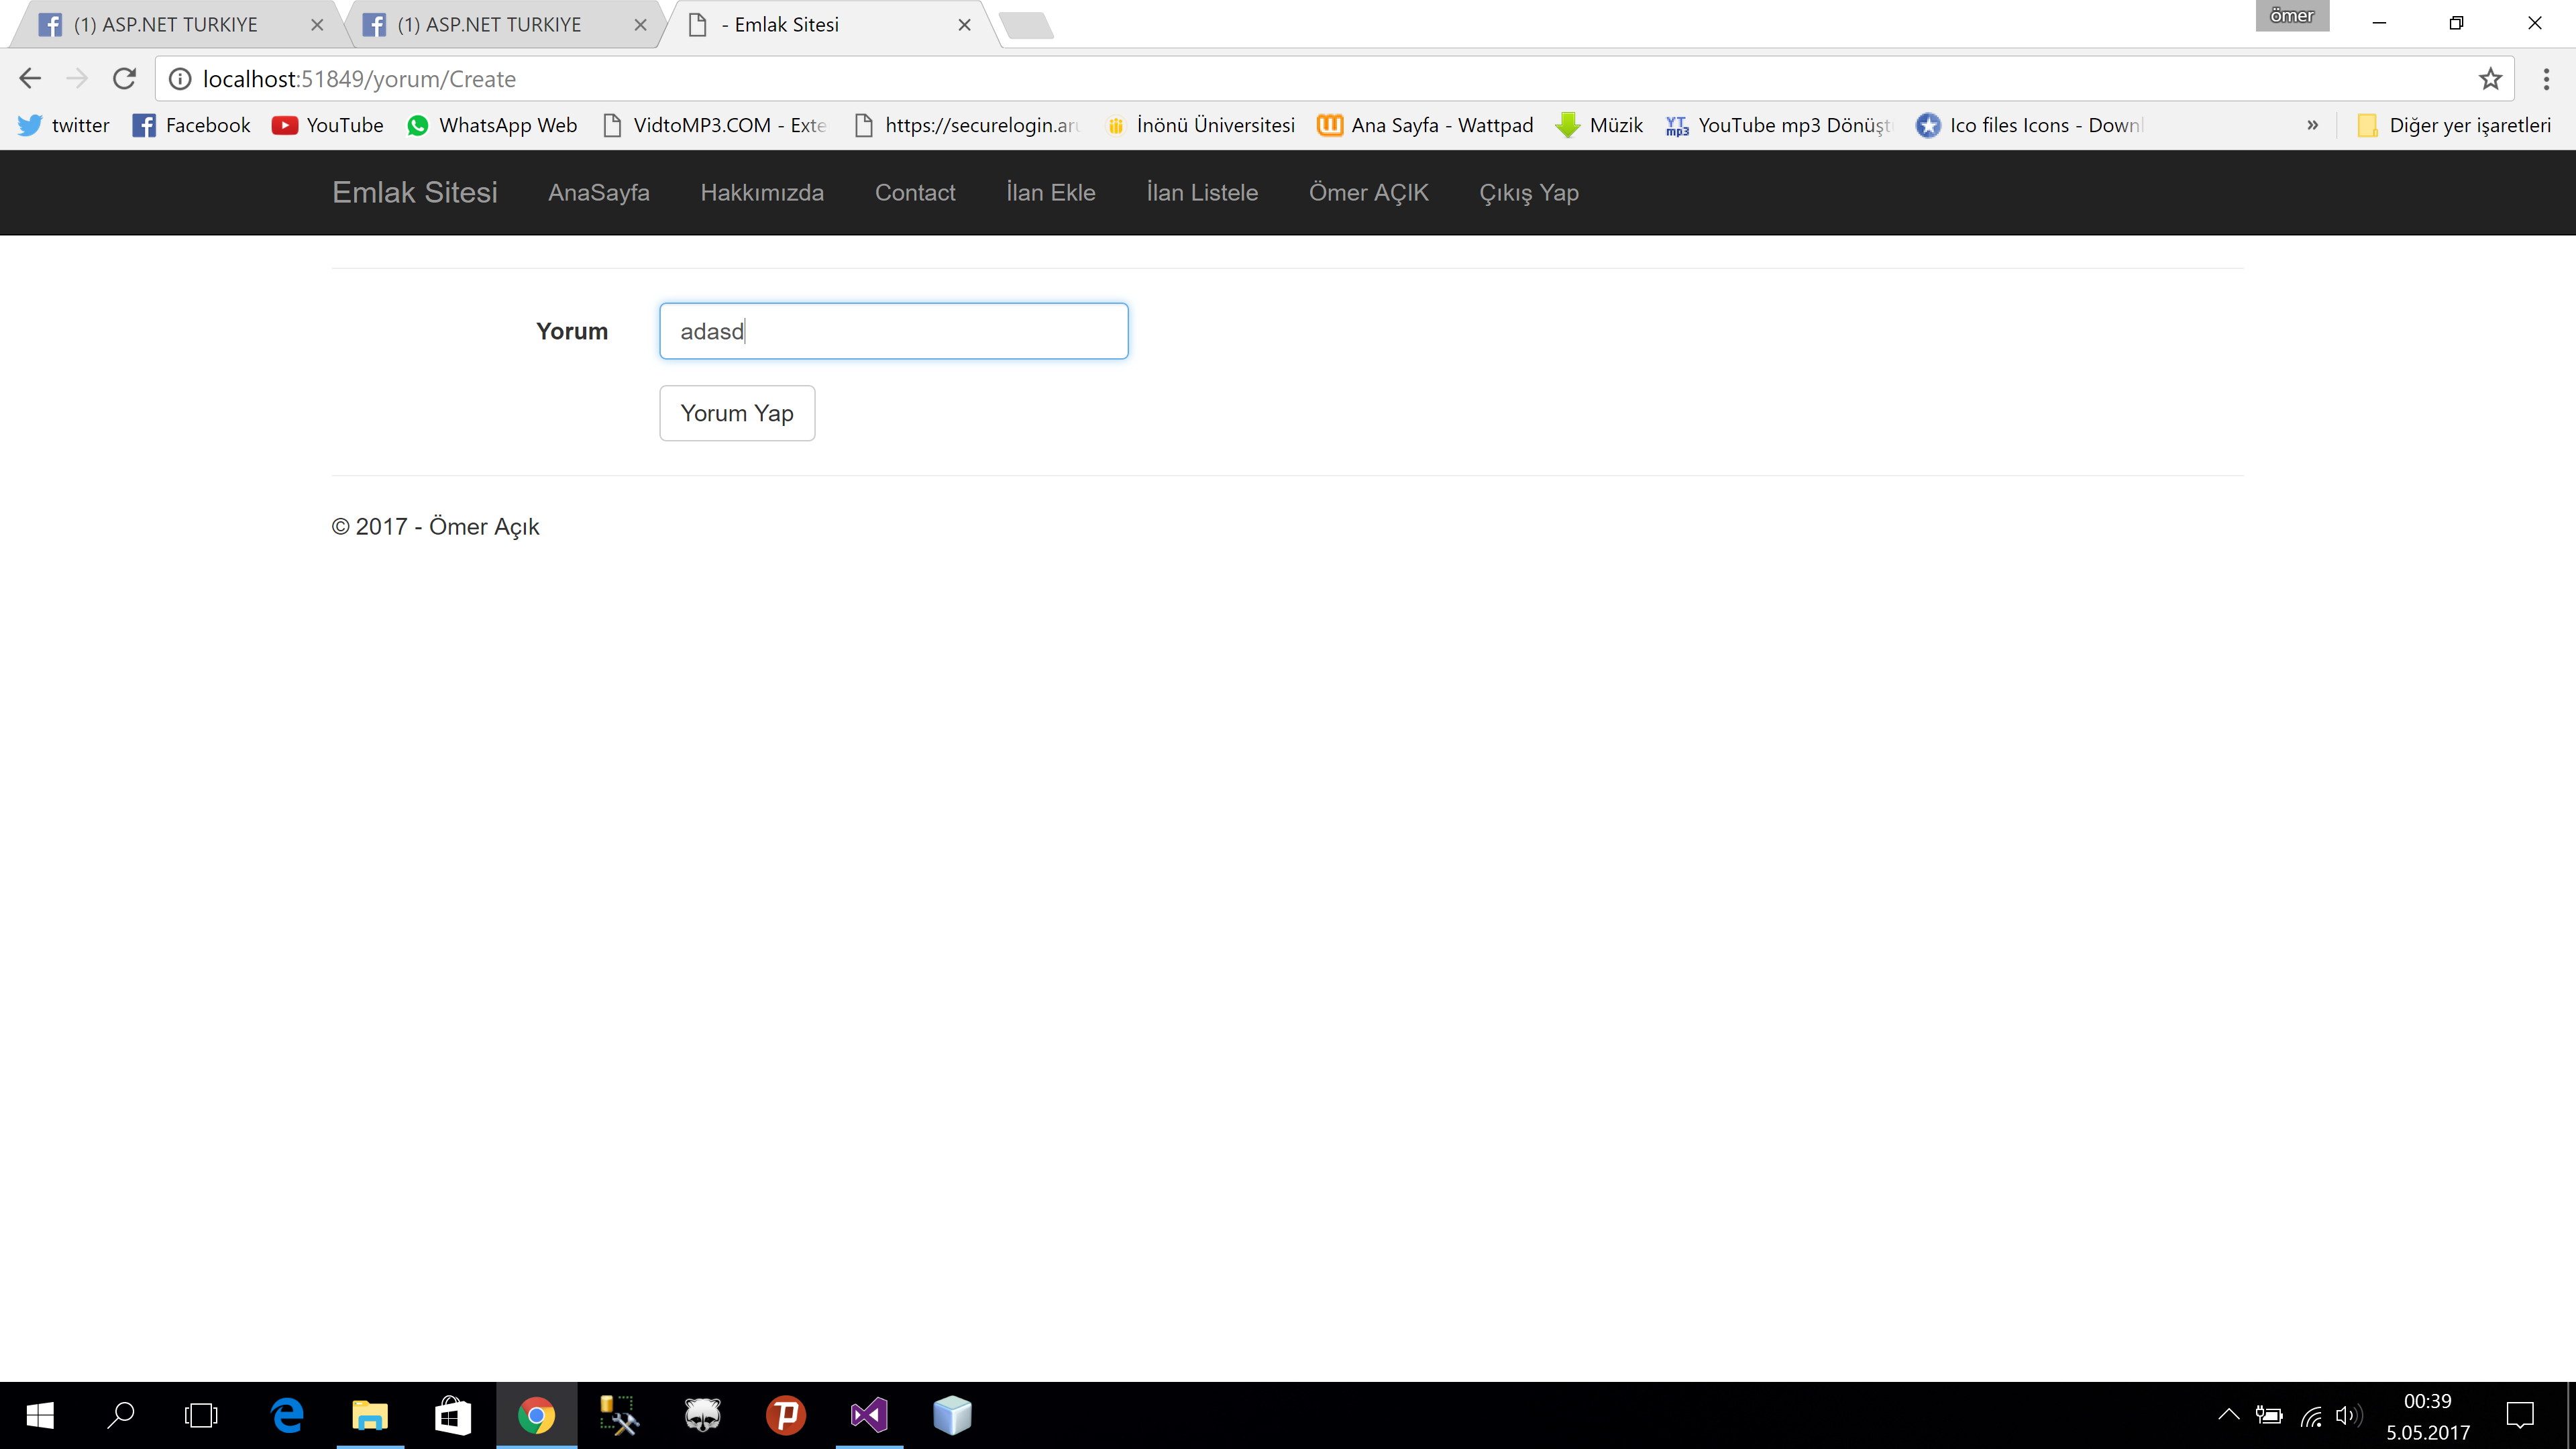 (1) ASP.NET TURKIYE (1) ASP.NET TURKIYE - Emlak Sitesi ömer
localhost:51849/yorum/Create
twitter Facebook YouTube WhatsApp Web VidtoMP3.COM - Exte https://securelogin.aru İnönü Üniversitesi Ana Sayfa - Wattpad Müzik YT mp3 YouTube mp3 Dönüşt Ico files Icons - Downl » Diğer yer işaretleri
Emlak Sitesi AnaSayfa Hakkımızda Contact İlan Ekle İlan Listele Ömer AÇIK Çıkış Yap
Yorum adasd
Yorum Yap
© 2017 - Ömer Açık
00:39
5.05.2017